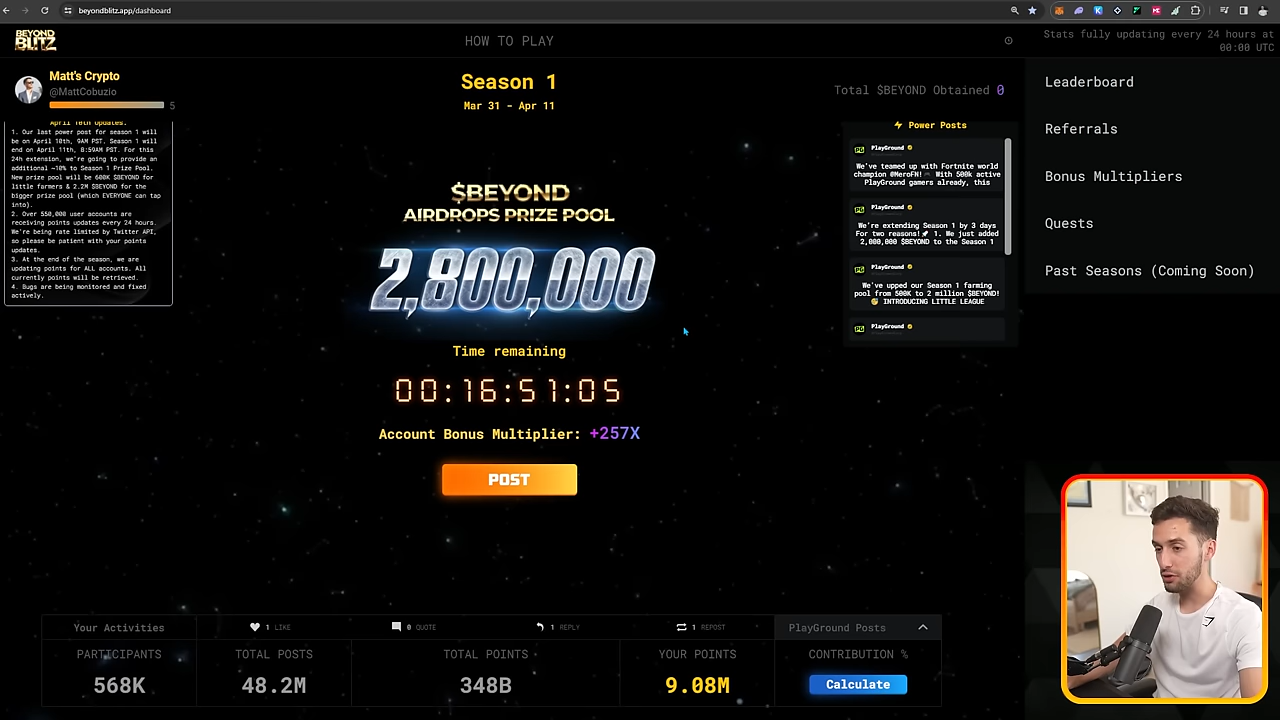 beyondblitz.app/dashboard
BEYOND
BLITZ
HOW TO PLAY
Stats fully updating every 24 hours at
00:00 UTC
Matt's Crypto
@MattCobuzio
5
Season 1
Mar 31 - Apr 11
Total $BEYOND Obtained 0
Leaderboard
Referrals
Bonus Multipliers
Quests
Past Seasons (Coming Soon)
April 10th Updates:
1. Our last power post for season 1 will
be on April 10th, 9AM PST. Season 1 will
end on April 11th, 8:59AM PST. For this
24h extension, we're going to provide an
additional ~10% to Season 1 Prize Pool.
New prize pool will be 600K $BEYOND for
little farmers & 2.2M $BEYOND for the
bigger prize pool (which EVERYONE can tap
into).
2. Over 550,000 user accounts are
receiving points updates every 24 hours.
We're being rate limited by Twitter API,
so please be patient with your points
updates.
3. At the end of the season, we are
updating points for ALL accounts. All
currently points will be retrieved.
4. Bugs are being monitored and fixed
actively.
$BEYOND
AIRDROPS PRIZE POOL
2,800,000
Time remaining
00:16:51:05
Account Bonus Multiplier: +257X
POST
Power Posts
PlayGround
We've teamed up with Fortnite world
champion @MeroFN! With 500k active
PlayGround gamers already, this
PlayGround
We're extending Season 1 by 3 days
For two reasons! 1. We just added
2,000,000 $BEYOND to the Season 1
PlayGround
We've upped our Season 1 farming
pool from 500K to 2 million $BEYOND!
INTRODUCING LITTLE LEAGUE
PlayGround
Your Activities
1 LIKE
0 QUOTE
1 REPLY
1 REPOST
PlayGround Posts
PARTICIPANTS
568K
TOTAL POSTS
48.2M
TOTAL POINTS
348B
YOUR POINTS
9.08M
CONTRIBUTION %
Calculate